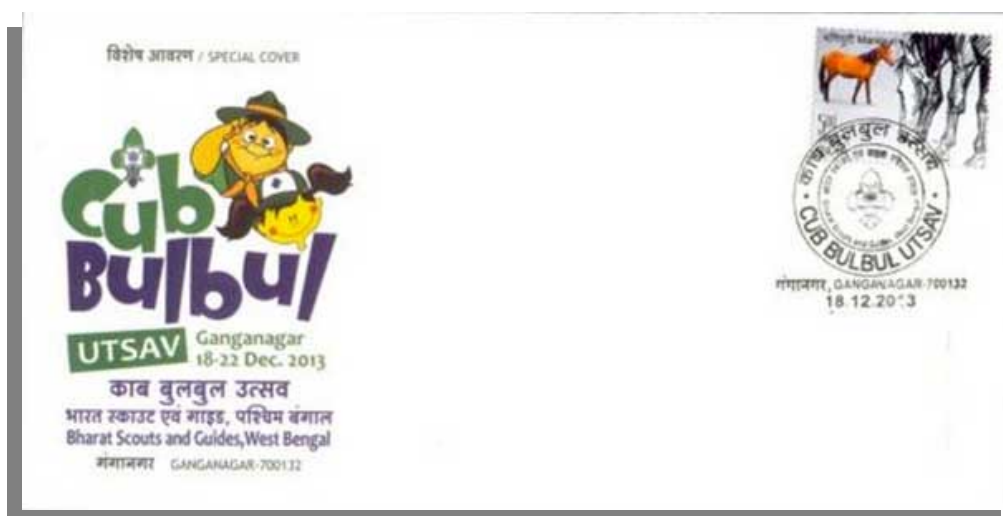 विशेष आवरण / SPECIAL COVER
Cub
Bulbul
UTSAV
Ganganagar
18-22 Dec. 2013
काब बुलबुल उत्सव
भारत स्काउट एवं गाइड, पश्चिम बंगाल
Bharat Scouts and Guides, West Bengal
गंगानगर GANGANAGAR-700132
काब बुलबुल उत्सव
CUB BULBUL UTSAV
गंगानगर, GANGANAGAR-700132
18.12.2013